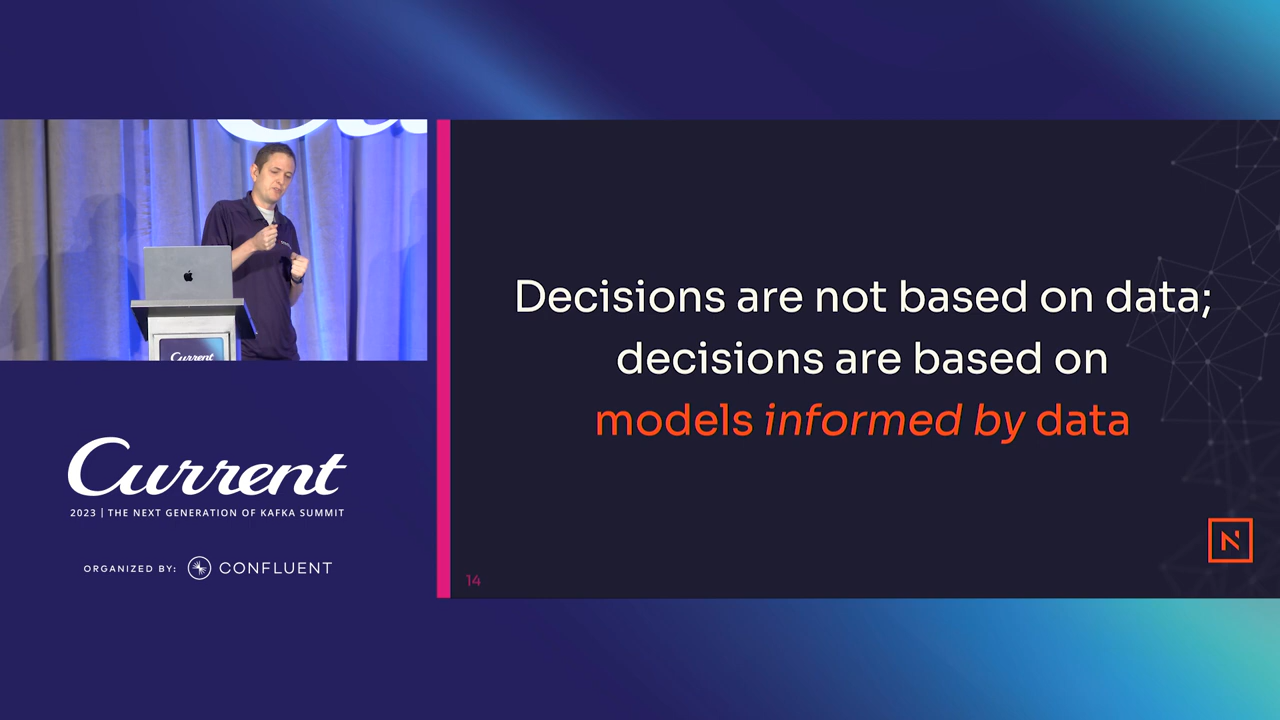 Current
Decisions are not based on data;
decisions are based on
models informed by data
Current
2023 | THE NEXT GENERATION OF KAFKA SUMMIT
ORGANIZED BY: CONFLUENT
14
N